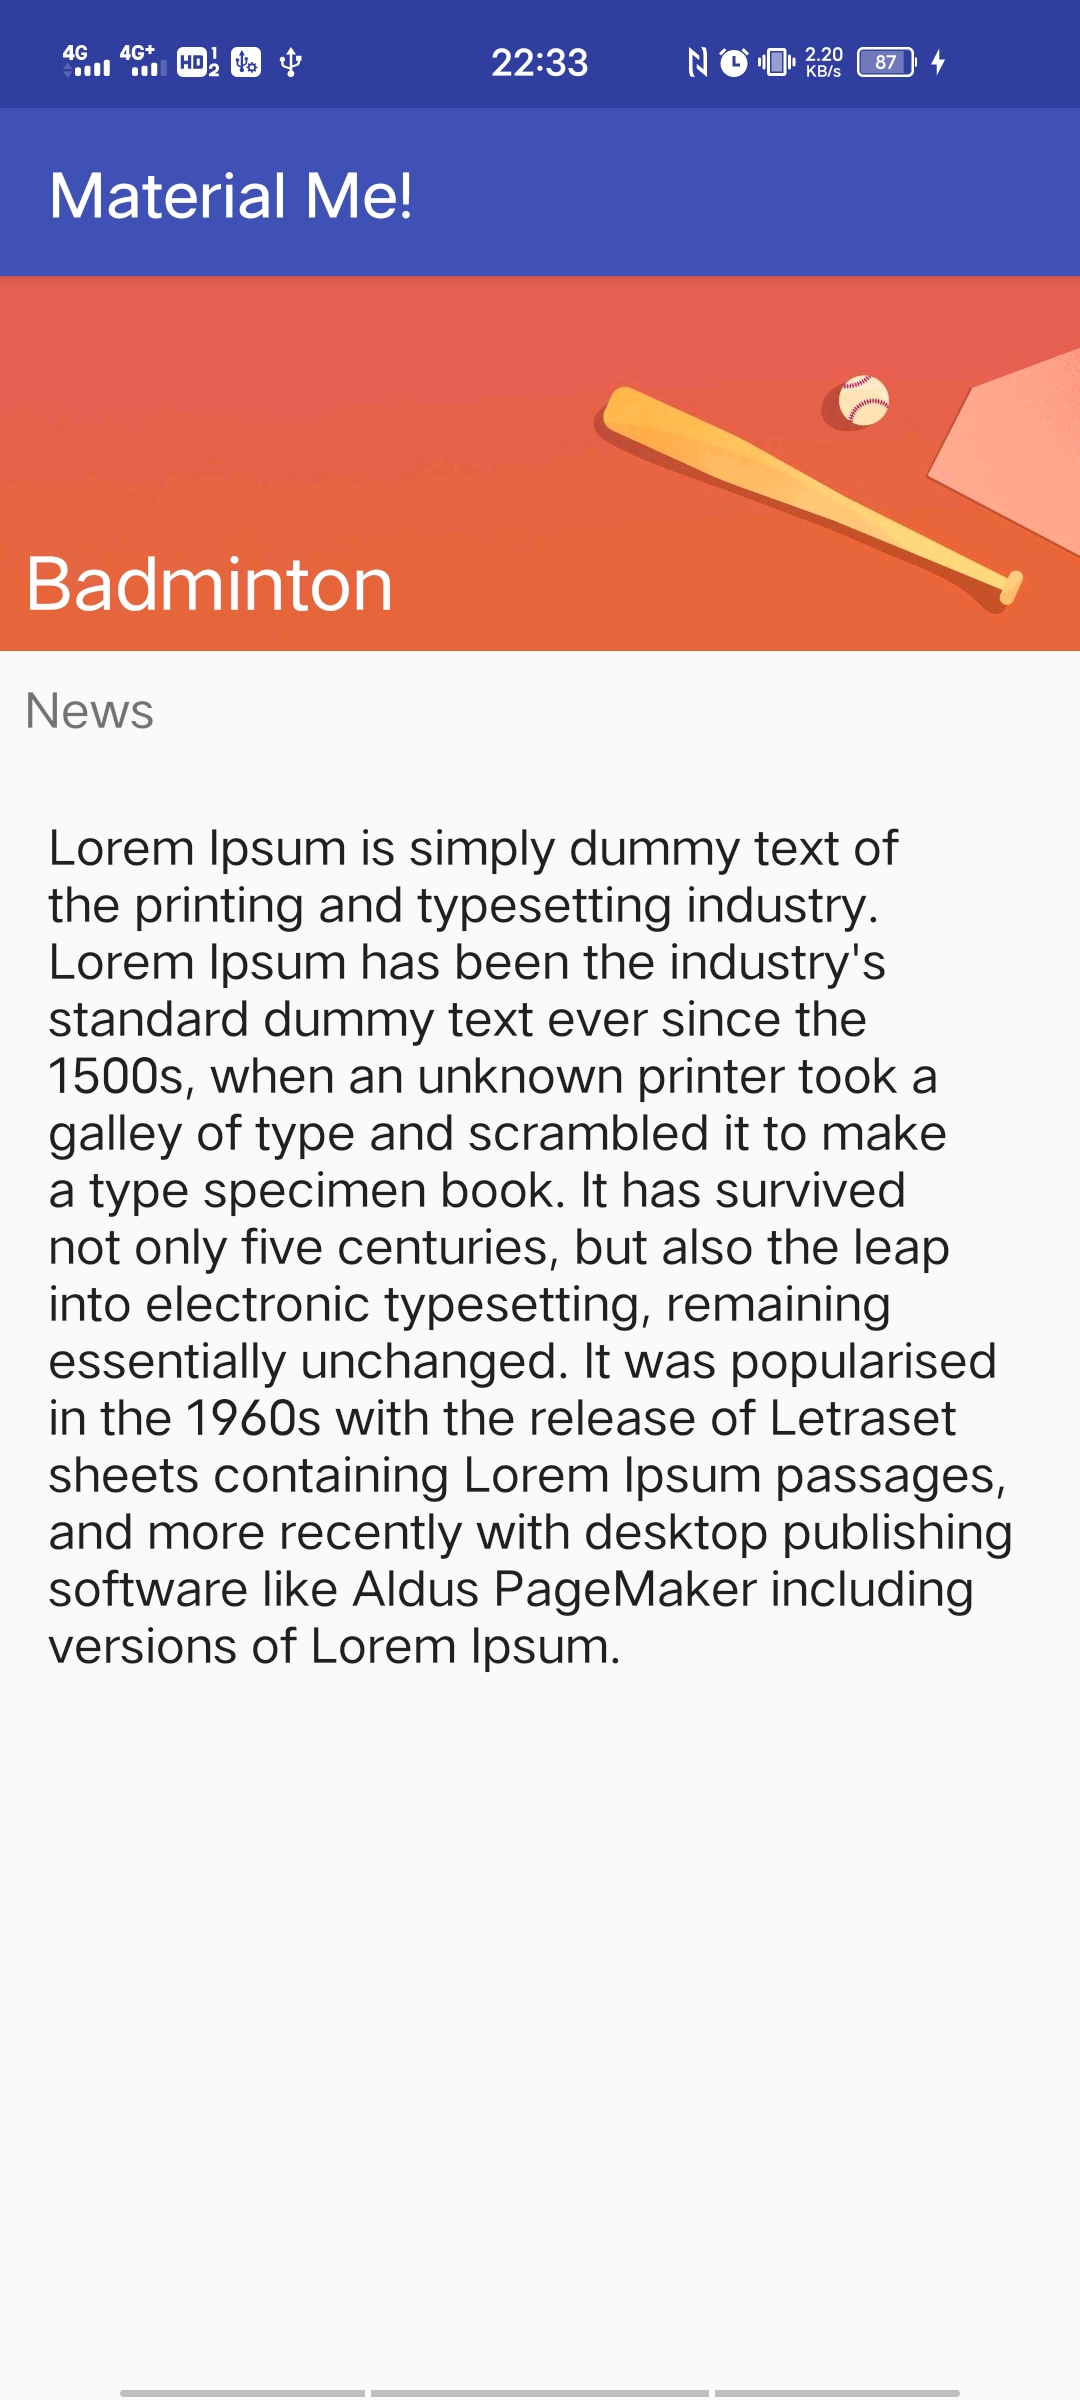 4G 4G+ HD 1 2 22:33 2.20 KB/s 87
Material Me!
Badminton
News
Lorem Ipsum is simply dummy text of
the printing and typesetting industry.
Lorem Ipsum has been the industry's
standard dummy text ever since the
1500s, when an unknown printer took a
galley of type and scrambled it to make
a type specimen book. It has survived
not only five centuries, but also the leap
into electronic typesetting, remaining
essentially unchanged. It was popularised
in the 1960s with the release of Letraset
sheets containing Lorem Ipsum passages,
and more recently with desktop publishing
software like Aldus PageMaker including
versions of Lorem Ipsum.